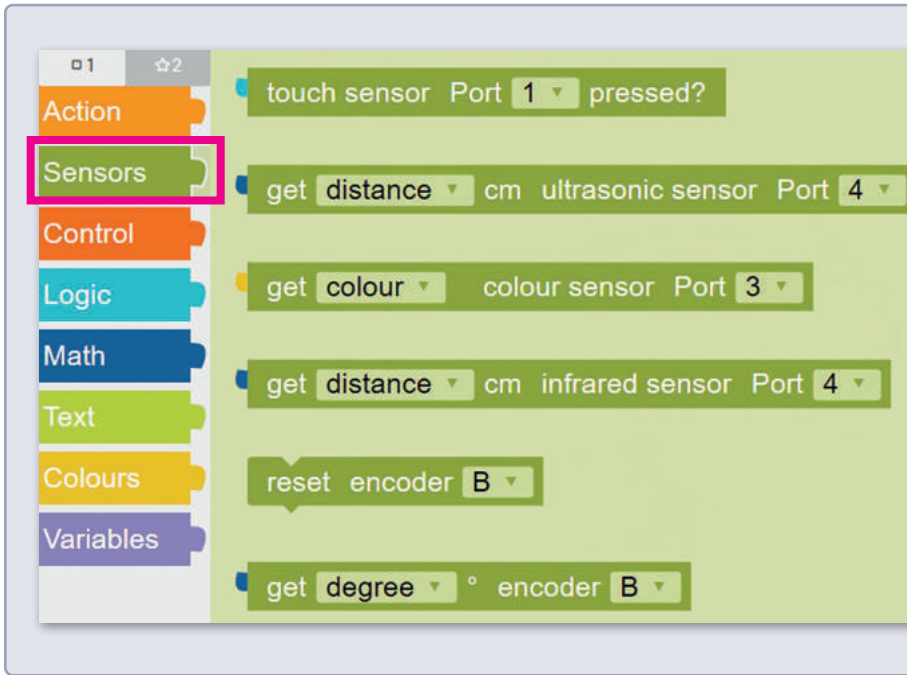 1 2
Action
Sensors
Control
Logic
Math
Text
Colours
Variables
touch sensor Port 1 pressed?
get distance cm ultrasonic sensor Port 4
get colour colour sensor Port 3
get distance cm infrared sensor Port 4
reset encoder B
get degree ° encoder B